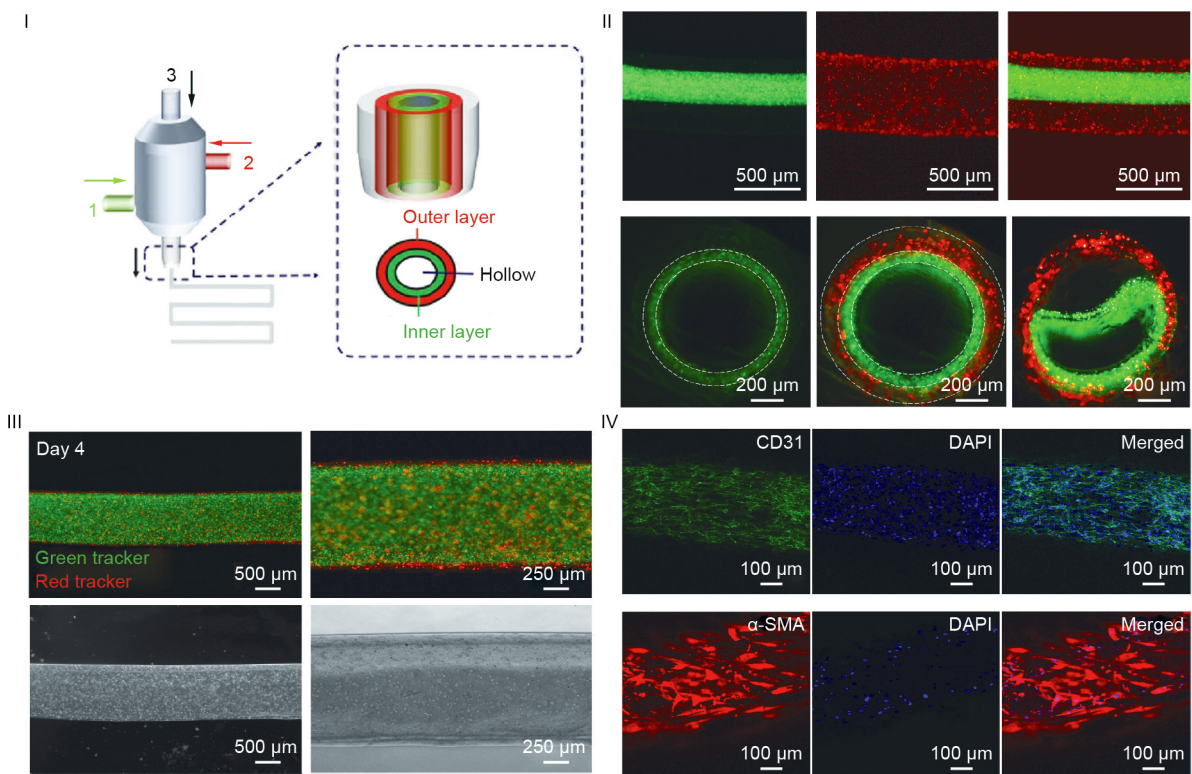 I
3
2
1
Outer layer
Hollow
Inner layer
II
500 μm
500 μm
500 μm
200 μm
200 μm
200 μm
III
Day 4
Green tracker
Red tracker
500 μm
250 μm
500 μm
250 μm
IV
CD31
DAPI
Merged
100 μm
100 μm
100 μm
α-SMA
DAPI
Merged
100 μm
100 μm
100 μm